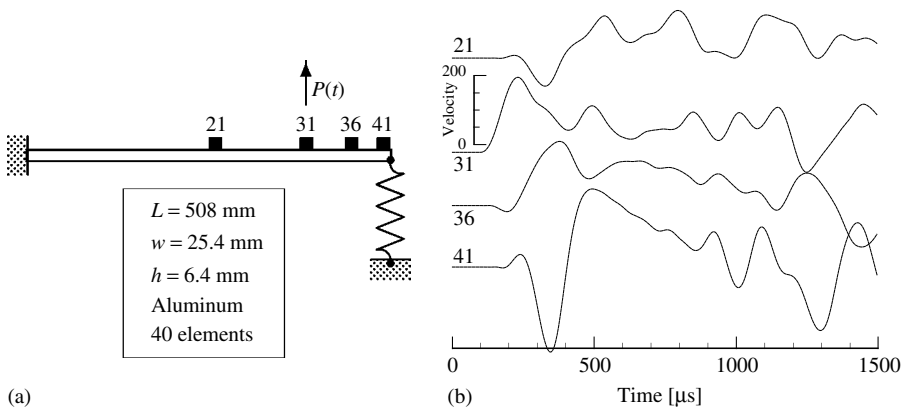 P(t)
21
31
36
41
L = 508 mm
w = 25.4 mm
h = 6.4 mm
Aluminum
40 elements
(a)
21
200
Velocity
0
31
36
41
0
500
1000
1500
Time [μs]
(b)